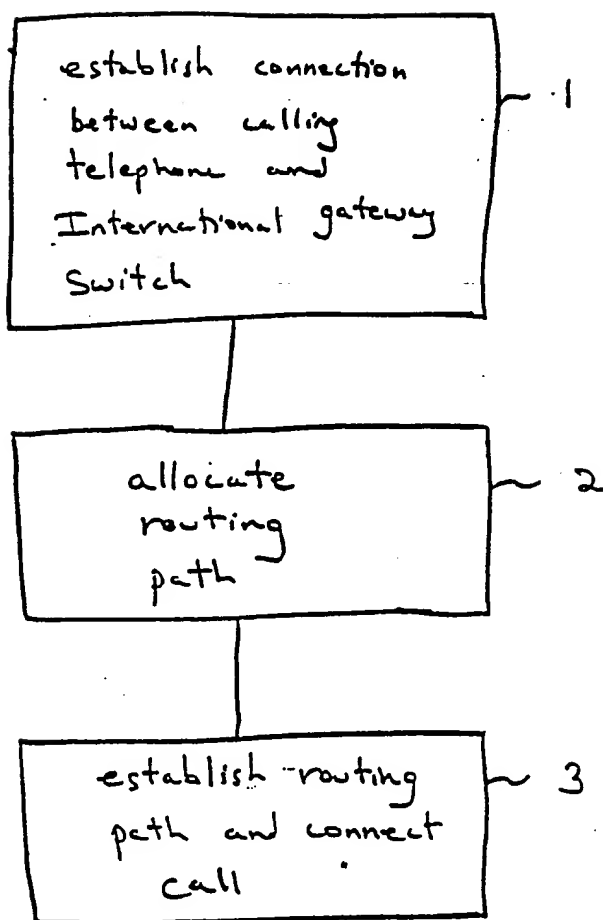 establish connection
between calling
telephone and
International gateway
Switch
~ 1
allocate
routing
path
~ 2
establish routing
path and connect
call
~ 3